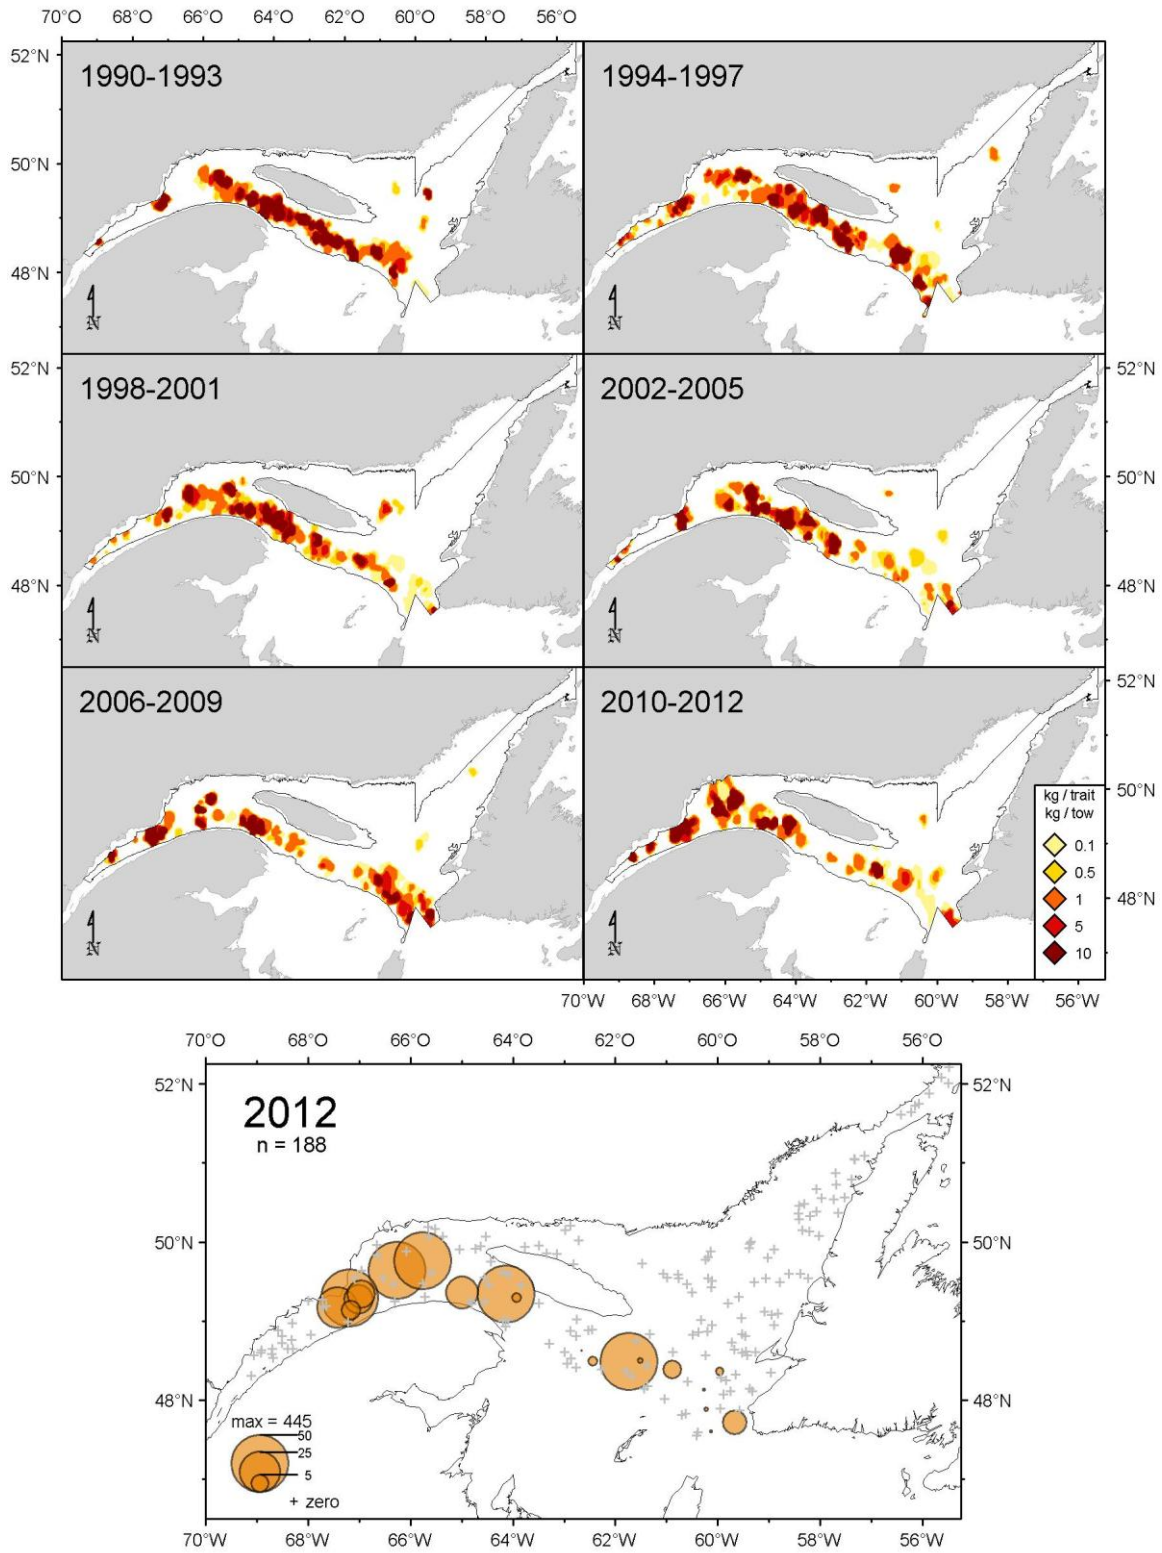 70°O 68°O 66°O 64°O 62°O 60°O 58°O 56°O
52°N
1990-1993
1994-1997
50°N
48°N
N
N
52°N
1998-2001
2002-2005
52°N
50°N
50°N
48°N
48°N
N
N
2006-2009
2010-2012
52°N
50°N
kg / trait
kg / tow
0.1
0.5
1
5
10
48°N
N
N
70°W 68°W 66°W 64°W 62°W 60°W 58°W 56°W
70°O 68°O 66°O 64°O 62°O 60°O 58°O 56°O
52°N
52°N
2012
n = 188
50°N
50°N
48°N
48°N
max = 445
50
25
5
+ zero
70°W 68°W 66°W 64°W 62°W 60°W 58°W 56°W